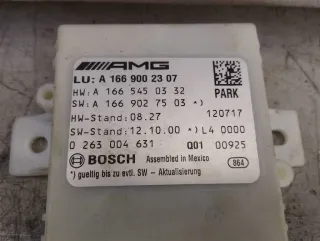 AMG
LU: A 166 900 23 07
HW: A 166 545 03 32 PARK
SW: A 166 902 75 03 *)
HW-Stand: 08.27 120717
SW-Stand: 12.10.00 *) L4 0000
0 263 004 631 Q01 00925
BOSCH Assembled in Mexico 864
*) gueltig bis zu evtl. SW - Aktualisierung